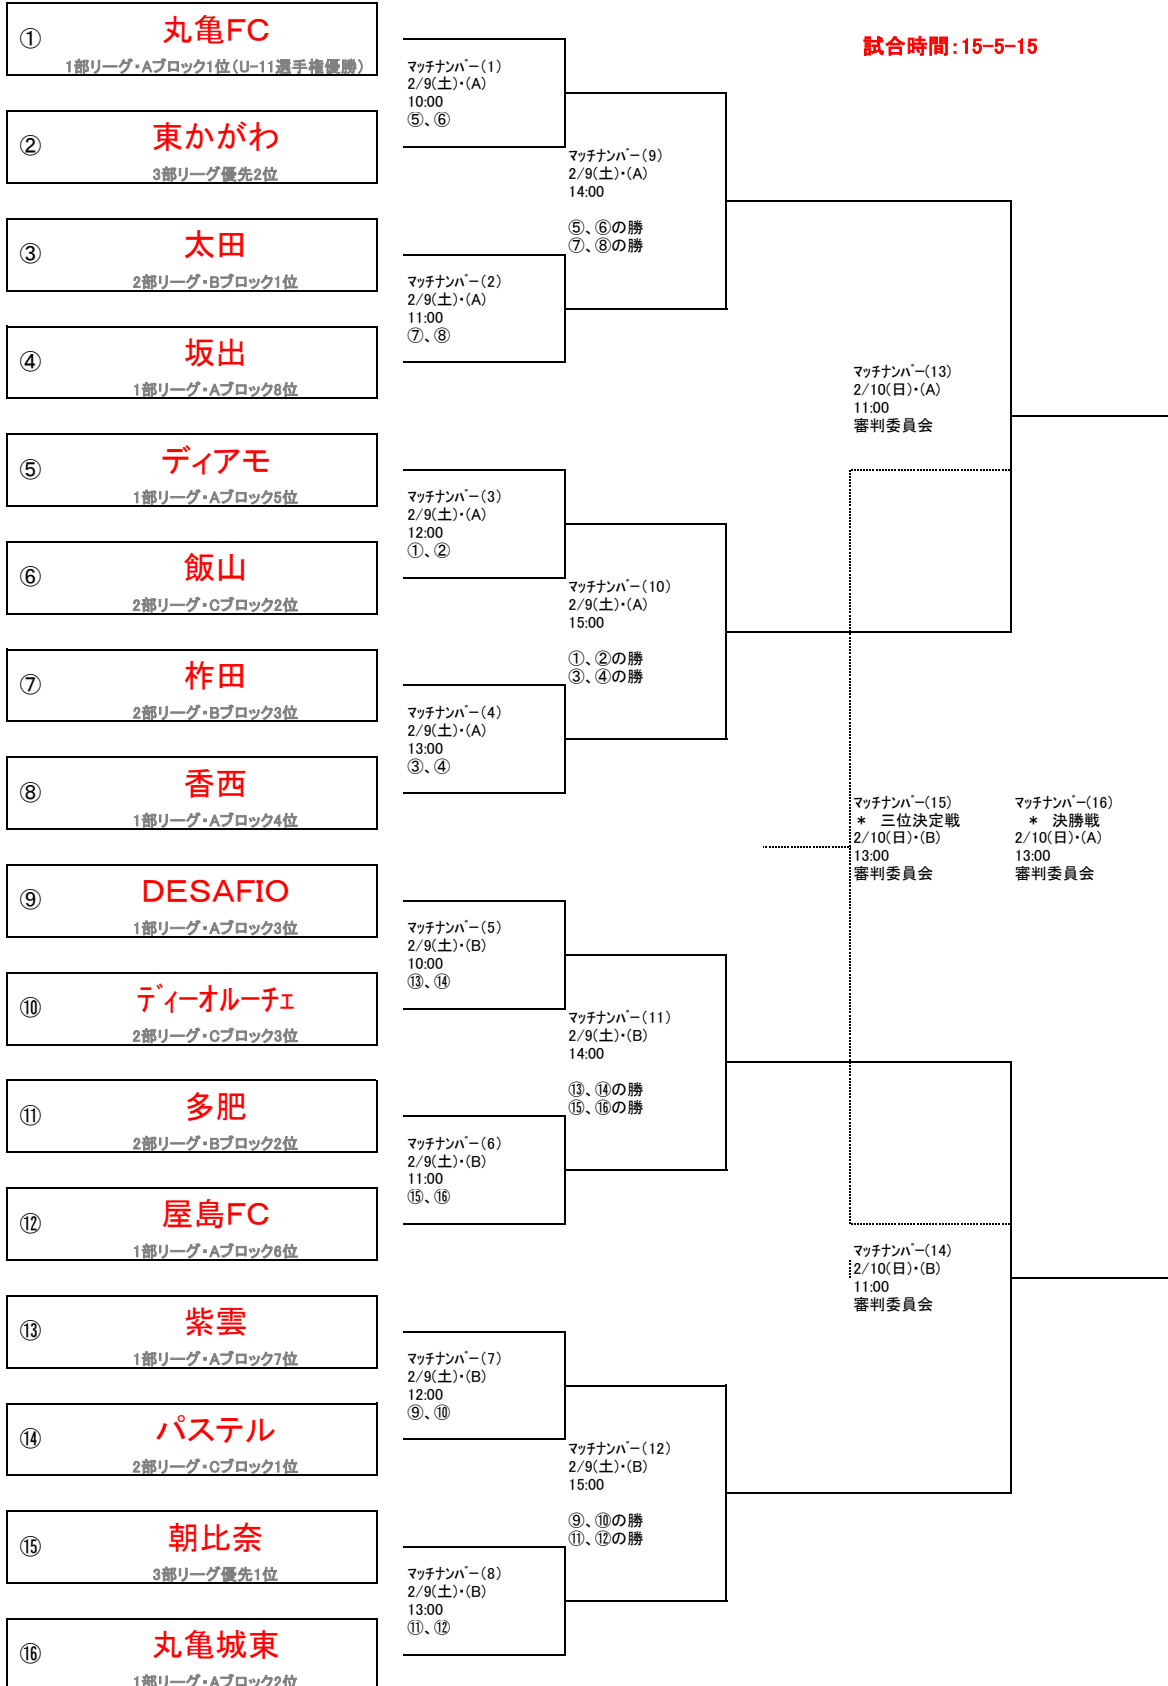 試合時間：15-5-15
① 丸亀FC
1部リーグ・Aブロック1位（U-11選手権優勝）
② 東かがわ
3部リーグ優先2位
③ 太田
2部リーグ・Bブロック1位
④ 坂出
1部リーグ・Aブロック8位
⑤ ディアモ
1部リーグ・Aブロック5位
⑥ 飯山
2部リーグ・Cブロック2位
⑦ 柞田
2部リーグ・Bブロック3位
⑧ 香西
1部リーグ・Aブロック4位
⑨ DESAFIO
1部リーグ・Aブロック3位
⑩ ディーオルーチェ
2部リーグ・Cブロック3位
⑪ 多肥
2部リーグ・Bブロック2位
⑫ 屋島FC
1部リーグ・Aブロック6位
⑬ 紫雲
1部リーグ・Aブロック7位
⑭ パステル
2部リーグ・Cブロック1位
⑮ 朝比奈
3部リーグ優先1位
⑯ 丸亀城東
1部リーグ・Aブロック2位
マッチナンバー(1)
2/9(土)・(A)
10:00
⑤、⑥
マッチナンバー(2)
2/9(土)・(A)
11:00
⑦、⑧
マッチナンバー(3)
2/9(土)・(A)
12:00
①、②
マッチナンバー(4)
2/9(土)・(A)
13:00
③、④
マッチナンバー(5)
2/9(土)・(B)
10:00
⑬、⑭
マッチナンバー(6)
2/9(土)・(B)
11:00
⑮、⑯
マッチナンバー(7)
2/9(土)・(B)
12:00
⑨、⑩
マッチナンバー(8)
2/9(土)・(B)
13:00
⑪、⑫
マッチナンバー(9)
2/9(土)・(A)
14:00
⑤、⑥の勝
⑦、⑧の勝
マッチナンバー(10)
2/9(土)・(A)
15:00
①、②の勝
③、④の勝
マッチナンバー(11)
2/9(土)・(B)
14:00
⑬、⑭の勝
⑮、⑯の勝
マッチナンバー(12)
2/9(土)・(B)
15:00
⑨、⑩の勝
⑪、⑫の勝
マッチナンバー(13)
2/10(日)・(A)
11:00
審判委員会
マッチナンバー(15)
＊ 三位決定戦
2/10(日)・(B)
13:00
審判委員会
マッチナンバー(16)
＊ 決勝戦
2/10(日)・(A)
13:00
審判委員会
マッチナンバー(14)
2/10(日)・(B)
11:00
審判委員会